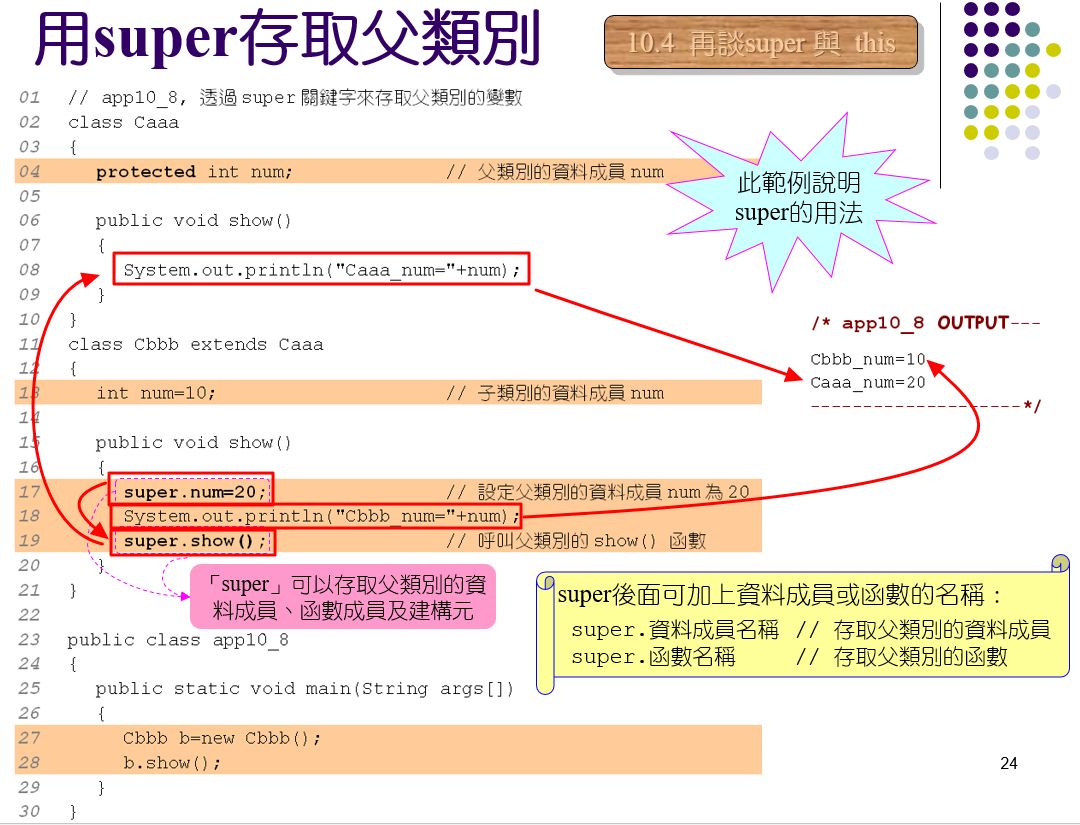 用super存取父類別
10.4 再談super 與 this
01 // app10_8, 透過 super 關鍵字來存取父類別的變數
02 class Caaa
03 {
04 protected int num; // 父類別的資料成員 num
05
06 public void show()
07 {
08 System.out.println("Caaa_num="+num);
09 }
10 }
11 class Cbbb extends Caaa
12 {
13 int num=10; // 子類別的資料成員 num
14
15 public void show()
16 {
17 super.num=20; // 設定父類別的資料成員 num 為 20
18 System.out.println("Cbbb_num="+num);
19 super.show(); // 呼叫父類別的 show() 函數
20 }
21 }
22
23 public class app10_8
24 {
25 public static void main(String args[])
26 {
27 Cbbb b=new Cbbb();
28 b.show();
29 }
30 }
此範例說明
super的用法
/* app10_8 OUTPUT---
Cbbb_num=10
Caaa_num=20
---------------------*/
「super」可以存取父類別的資
料成員、函數成員及建構元
super後面可加上資料成員或函數的名稱：
super.資料成員名稱 // 存取父類別的資料成員
super.函數名稱 // 存取父類別的函數
24